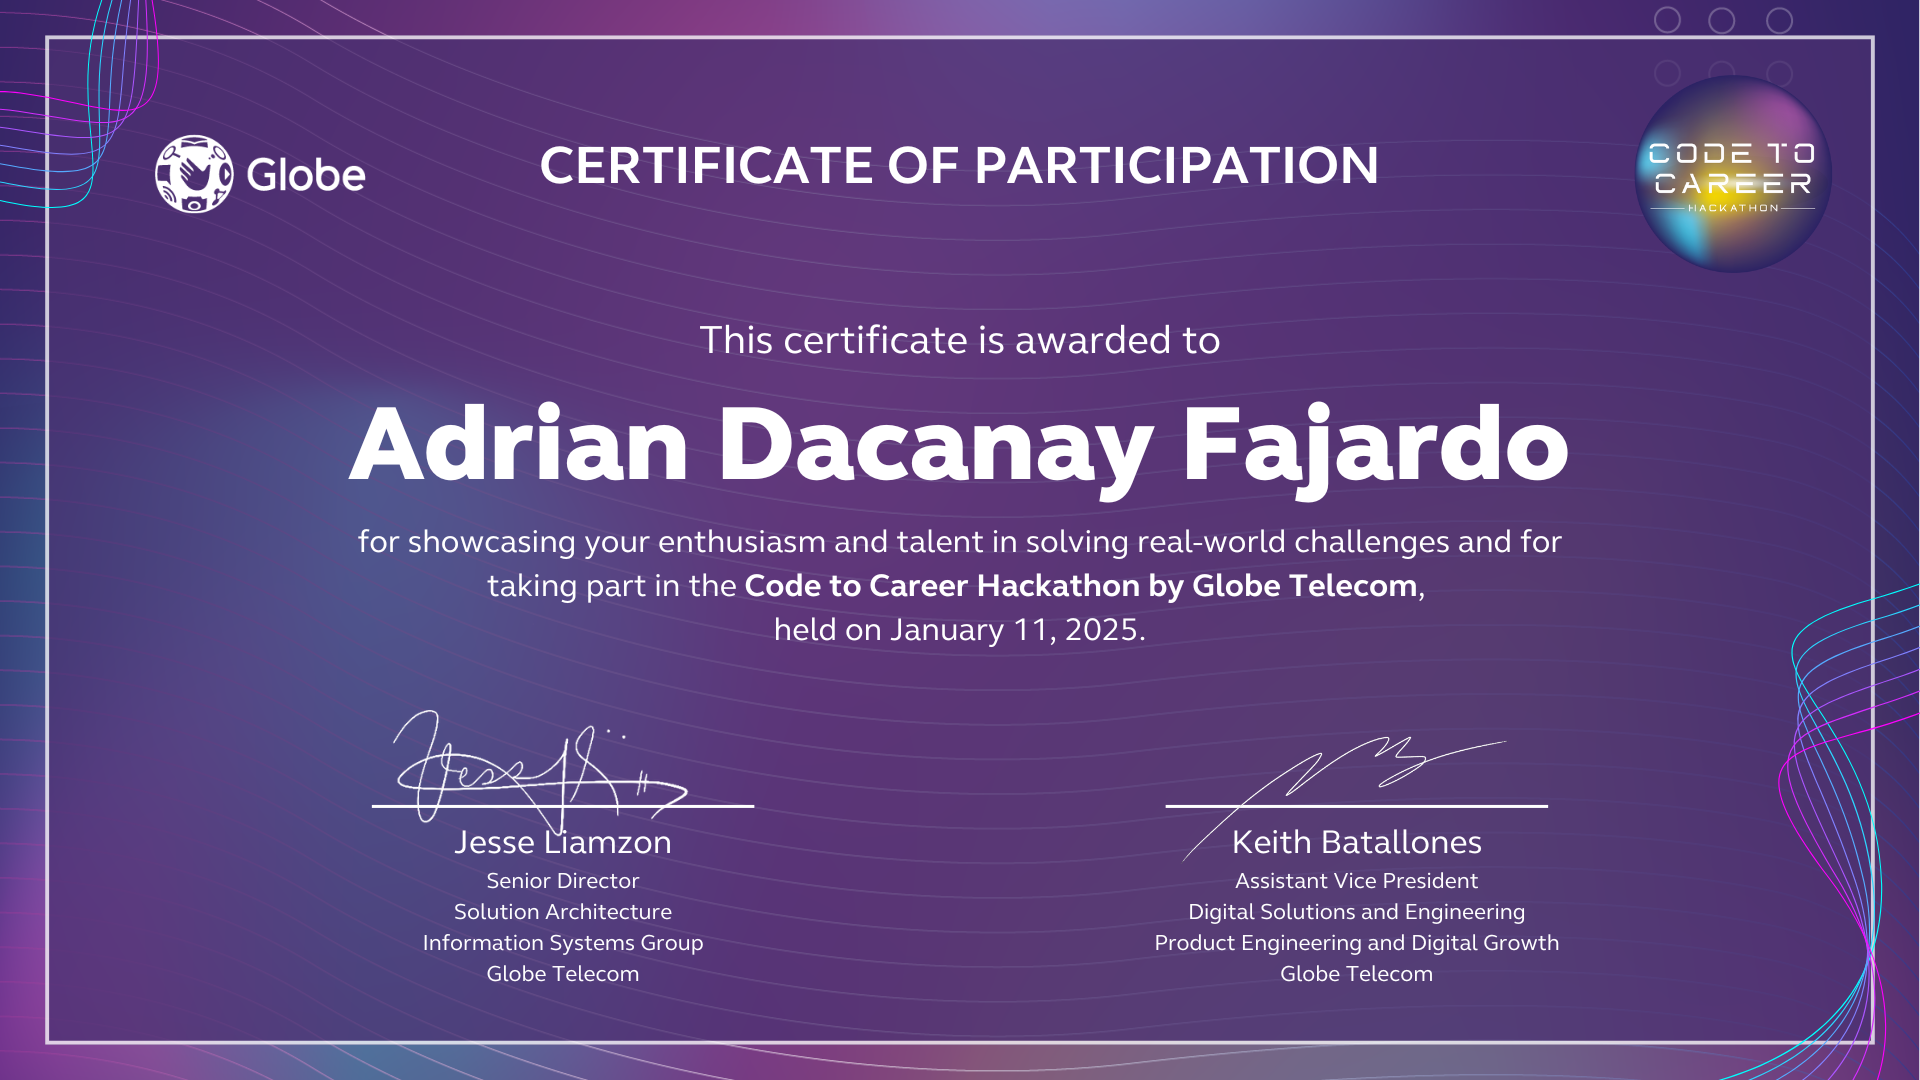 Globe
CERTIFICATE OF PARTICIPATION
CODE TO
CAREER
HACKATHON
This certificate is awarded to
Adrian Dacanay Fajardo
for showcasing your enthusiasm and talent in solving real-world challenges and for
taking part in the Code to Career Hackathon by Globe Telecom,
held on January 11, 2025.
Jesse Liamzon
Senior Director
Solution Architecture
Information Systems Group
Globe Telecom
Keith Batallones
Assistant Vice President
Digital Solutions and Engineering
Product Engineering and Digital Growth
Globe Telecom